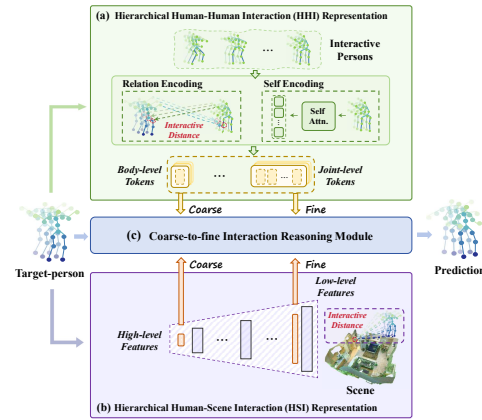 (a) Hierarchical Human-Human Interaction (HHI) Representation
...
Interactive
Persons
Relation Encoding
Self Encoding
Interactive
Distance
Self
Attn.
Body-level
Tokens
...
...
Joint-level
Tokens
Coarse
Fine
(c) Coarse-to-fine Interaction Reasoning Module
Target-person
Prediction
Coarse
Fine
Low-level
Features
High-level
Features
...
...
Interactive
Distance
Scene
(b) Hierarchical Human-Scene Interaction (HSI) Representation